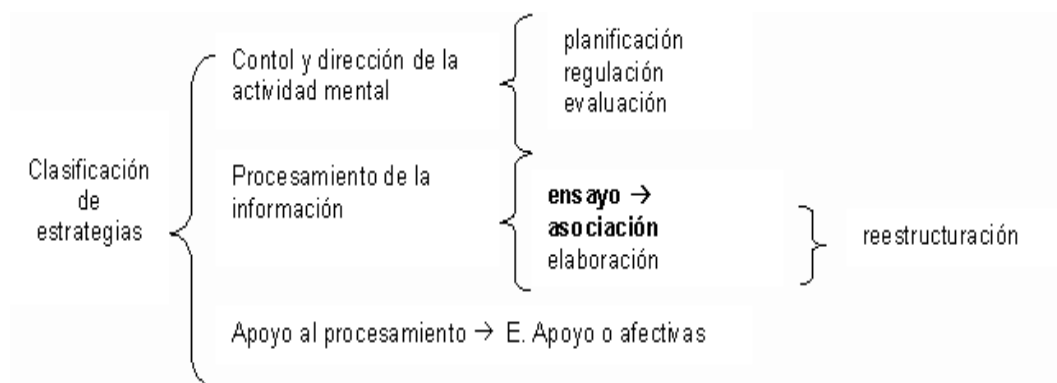 Clasificación
de
estrategias
Contol y dirección de la
actividad mental
planificación
regulación
evaluación
Procesamiento de la
información
ensayo →
asociación
elaboración
reestructuración
Apoyo al procesamiento → E. Apoyo o afectivas